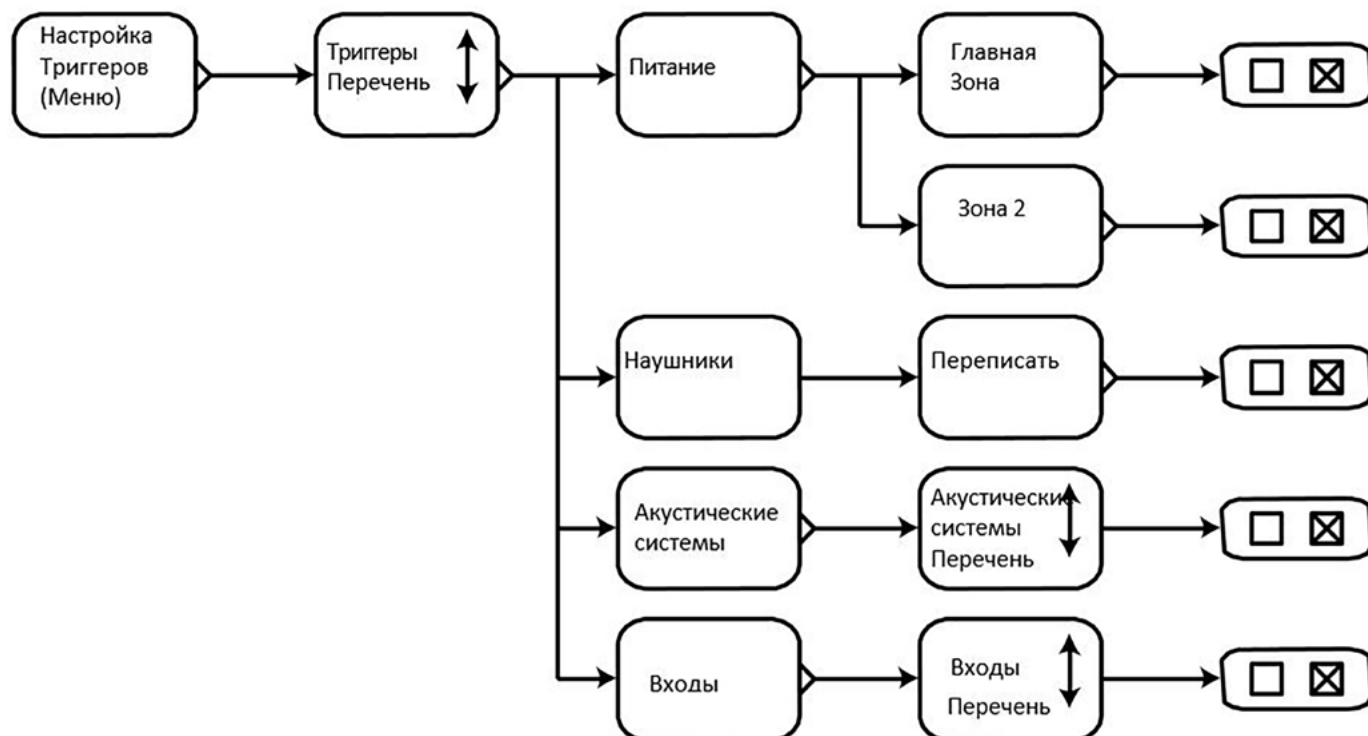 Настройка
Триггеров
(Меню)
Триггеры
Перечень
Питание
Главная
Зона
Зона 2
Наушники
Переписать
Акустические
системы
Акустические
системы
Перечень
Входы
Входы
Перечень